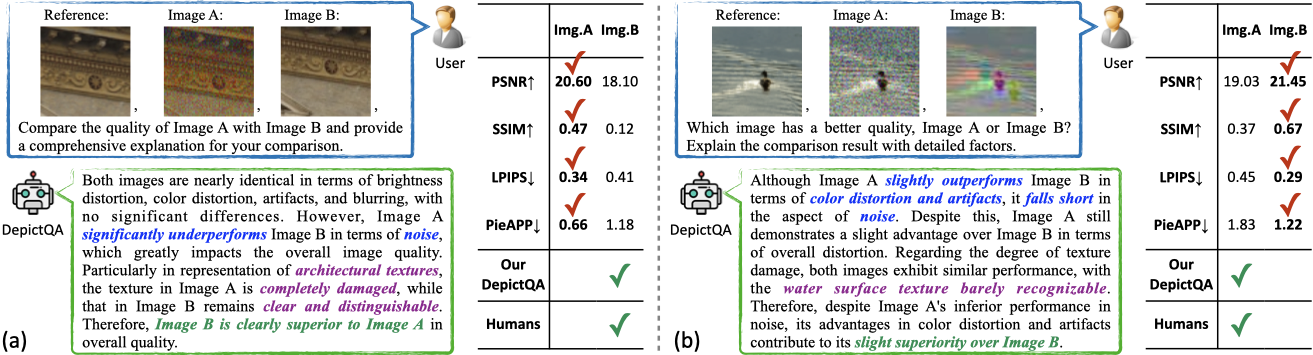 Reference: Image A: Image B:
, , ,
Compare the quality of Image A with Image B and provide
a comprehensive explanation for your comparison.
User
DepictQA
Both images are nearly identical in terms of brightness
distortion, color distortion, artifacts, and blurring, with
no significant differences. However, Image A
significantly underperforms Image B in terms of noise,
which greatly impacts the overall image quality.
Particularly in representation of architectural textures,
the texture in Image A is completely damaged, while
that in Image B remains clear and distinguishable.
Therefore, Image B is clearly superior to Image A in
overall quality.
(a)
Img.A Img.B
PSNR↑ 20.60 18.10
SSIM↑ 0.47 0.12
LPIPS↓ 0.34 0.41
PieAPP↓ 0.66 1.18
Our
DepictQA
Humans
Reference: Image A: Image B:
, , ,
Which image has a better quality, Image A or Image B?
Explain the comparison result with detailed factors.
User
DepictQA
Although Image A slightly outperforms Image B in
terms of color distortion and artifacts, it falls short in
the aspect of noise. Despite this, Image A still
demonstrates a slight advantage over Image B in terms
of overall distortion. Regarding the degree of texture
damage, both images exhibit similar performance, with
the water surface texture barely recognizable.
Therefore, despite Image A's inferior performance in
noise, its advantages in color distortion and artifacts
contribute to its slight superiority over Image B.
(b)
Img.A Img.B
PSNR↑ 19.03 21.45
SSIM↑ 0.37 0.67
LPIPS↓ 0.45 0.29
PieAPP↓ 1.83 1.22
Our
DepictQA
Humans